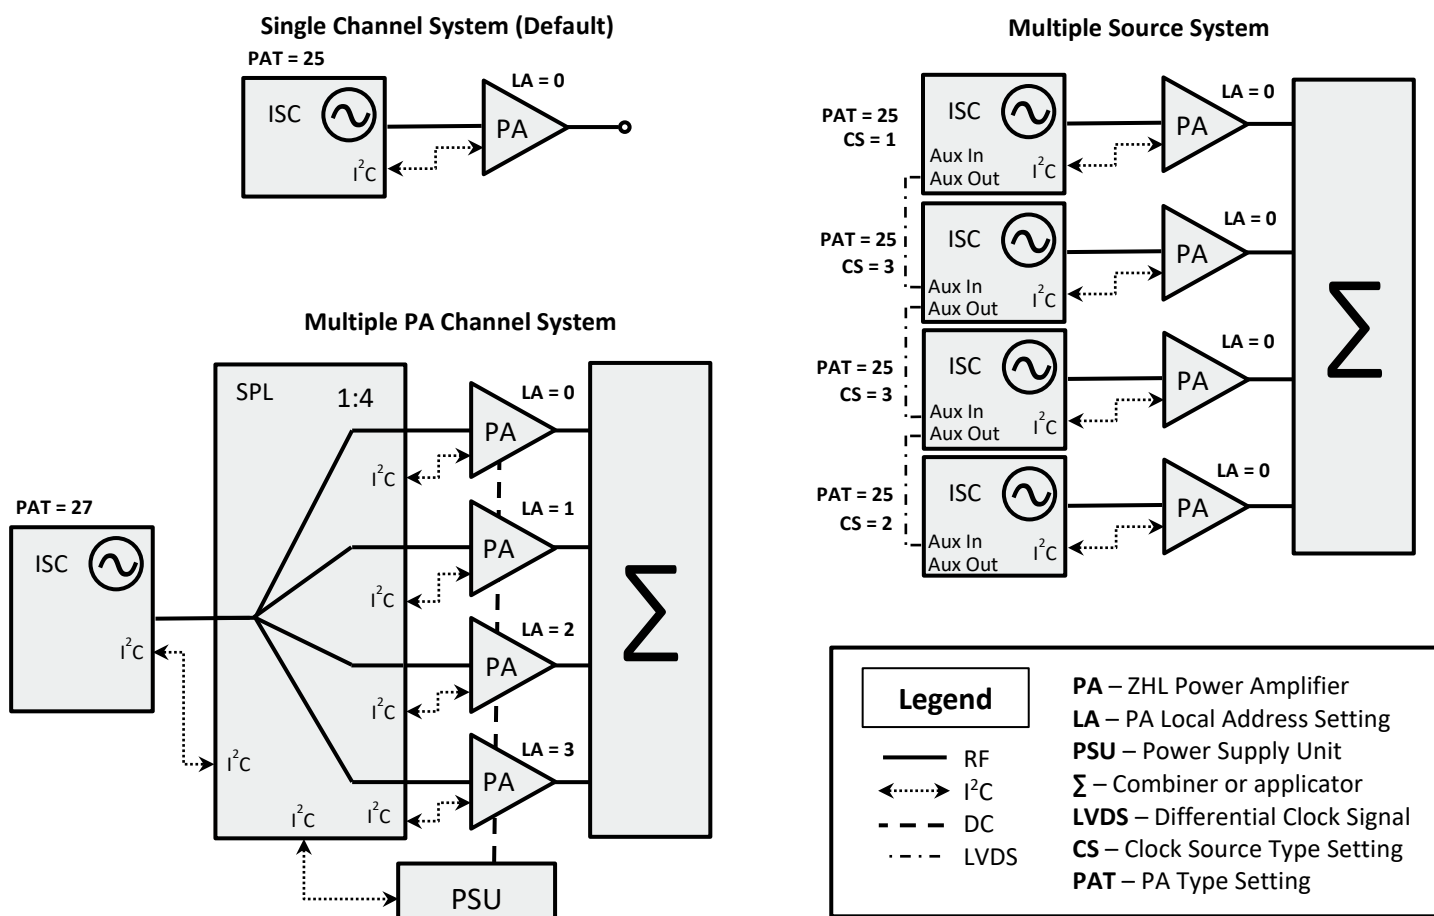 Single Channel System (Default)
PAT = 25
LA = 0
ISC
PA
I²C
Multiple PA Channel System
SPL
1:4
LA = 0
PA
I²C
LA = 1
PA
I²C
PAT = 27
ISC
I²C
LA = 2
PA
I²C
LA = 3
I²C
PA
I²C
I²C
Σ
PSU
Multiple Source System
LA = 0
PAT = 25
CS = 1
ISC
PA
Aux In
Aux Out
I²C
LA = 0
PAT = 25
CS = 3
ISC
PA
Aux In
Aux Out
I²C
LA = 0
PAT = 25
CS = 3
ISC
PA
Aux In
Aux Out
I²C
LA = 0
PAT = 25
CS = 2
ISC
PA
Aux In
Aux Out
I²C
Σ
Legend
RF
I²C
DC
LVDS
PA – ZHL Power Amplifier
LA – PA Local Address Setting
PSU – Power Supply Unit
Σ – Combiner or applicator
LVDS – Differential Clock Signal
CS – Clock Source Type Setting
PAT – PA Type Setting